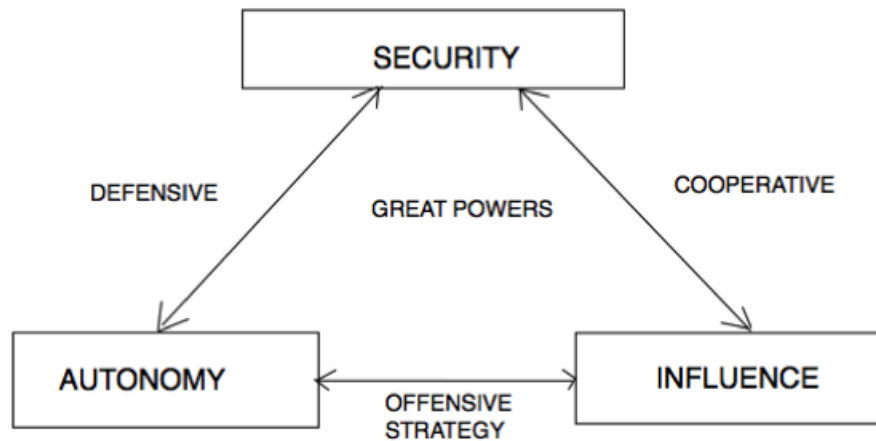 SECURITY
DEFENSIVE
COOPERATIVE
GREAT POWERS
AUTONOMY
INFLUENCE
OFFENSIVE
STRATEGY